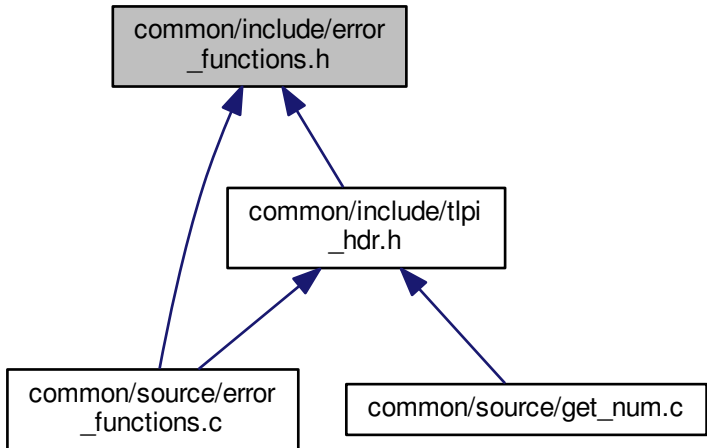 common/include/error
_functions.h
common/include/tlpi
_hdr.h
common/source/error
_functions.c
common/source/get_num.c